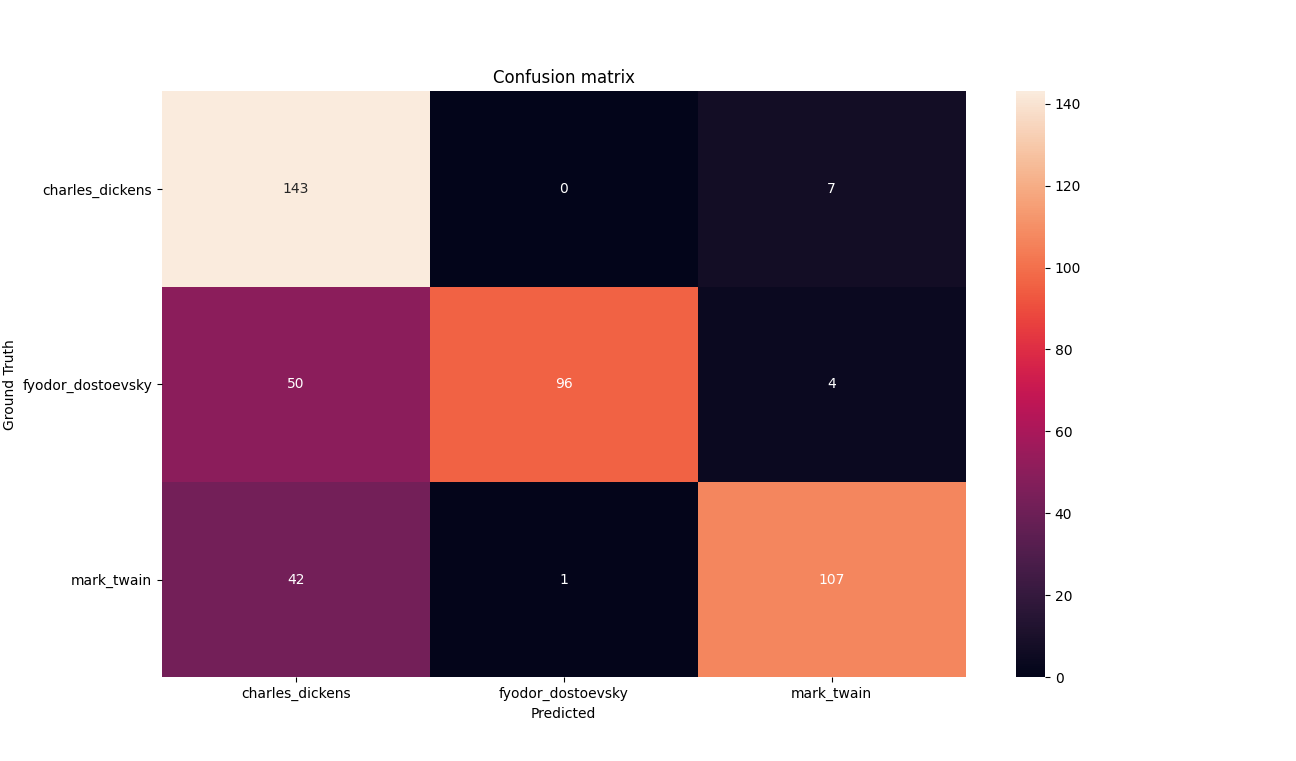 Confusion matrix
charles_dickens 143 0 7
fyodor_dostoevsky 50 96 4
mark_twain 42 1 107
Ground Truth
charles_dickens fyodor_dostoevsky mark_twain
Predicted
140
120
100
80
60
40
20
0